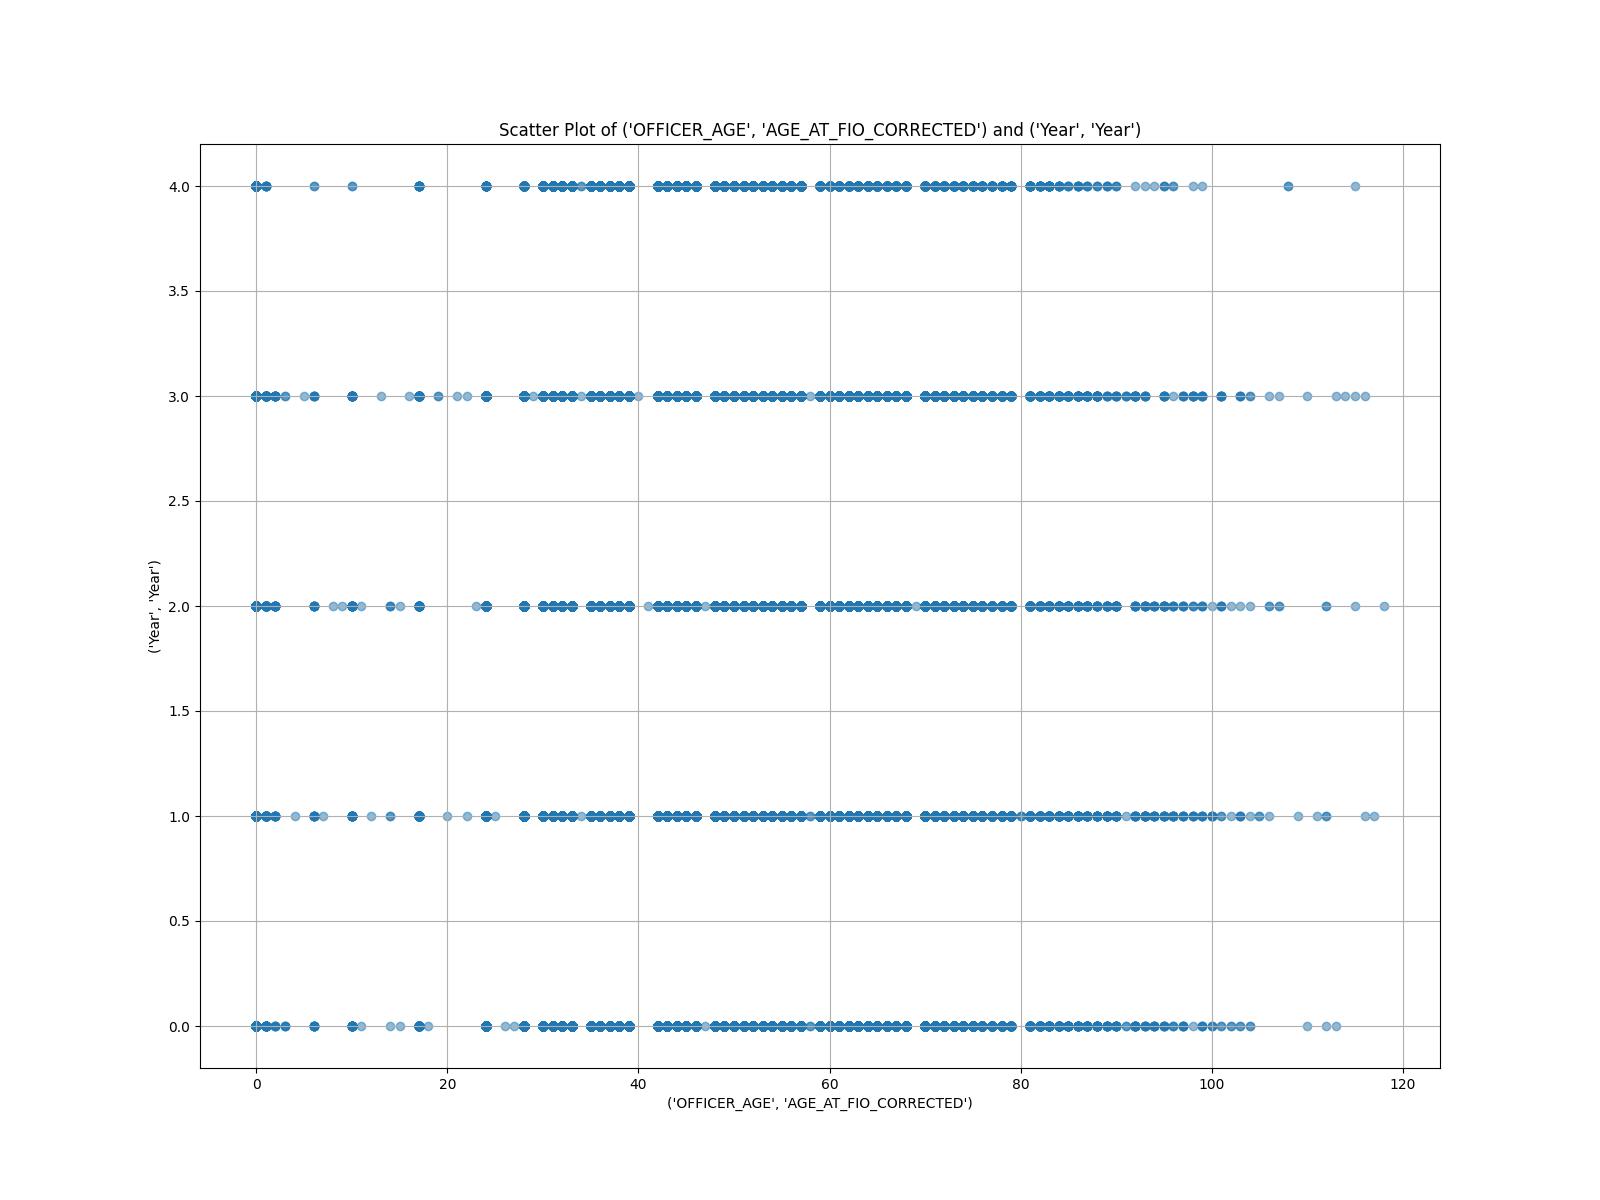 Scatter Plot of ('OFFICER_AGE', 'AGE_AT_FIO_CORRECTED') and ('Year', 'Year')
4.0
3.5
3.0
2.5
2.0
1.5
1.0
0.5
0.0
('Year', 'Year')
0 20 40 60 80 100 120
('OFFICER_AGE', 'AGE_AT_FIO_CORRECTED')